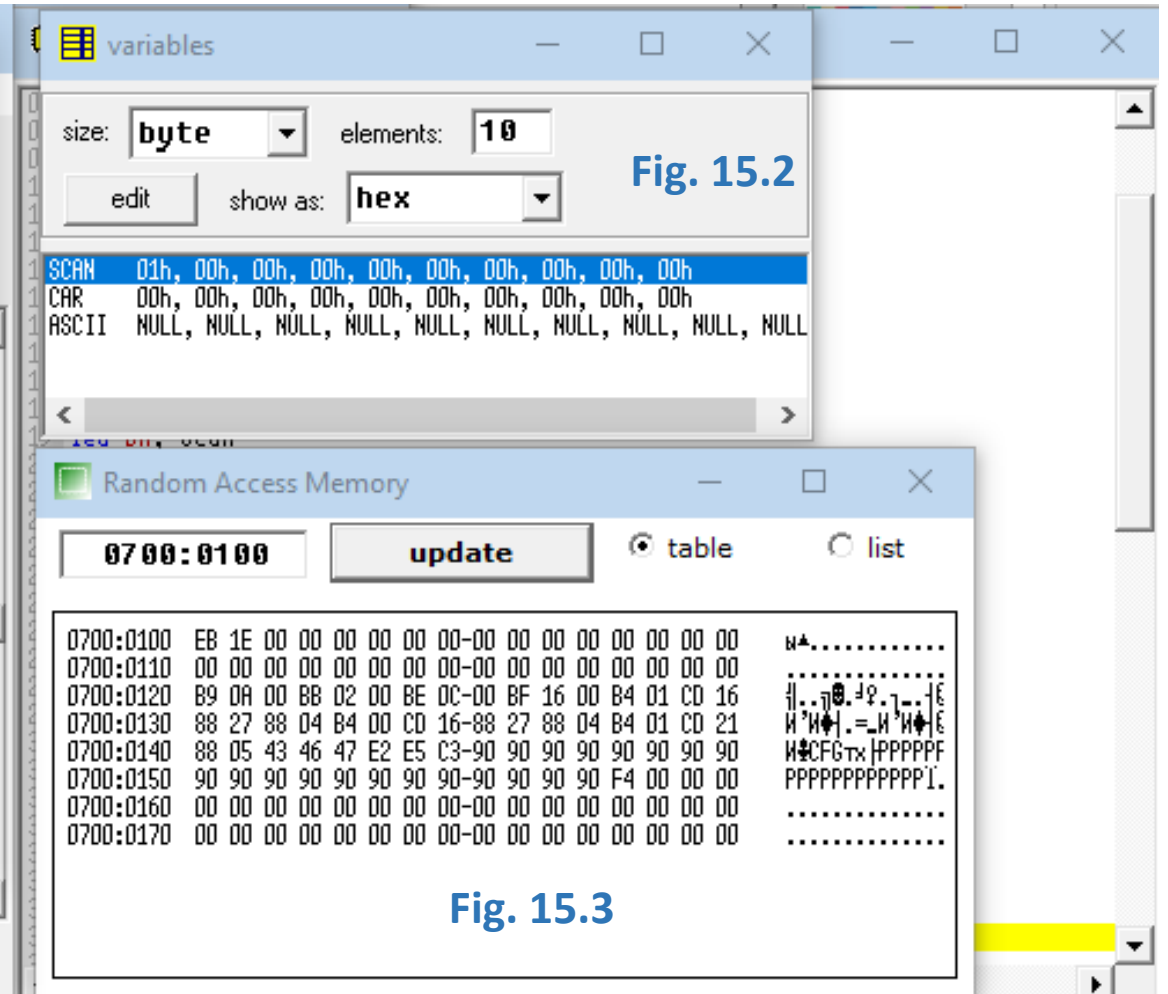 variables
size: byte elements: 10
Fig. 15.2
edit show as: hex
SCAN 01h, 00h, 00h, 00h, 00h, 00h, 00h, 00h, 00h, 00h
CAR 00h, 00h, 00h, 00h, 00h, 00h, 00h, 00h, 00h, 00h
ASCII NULL, NULL, NULL, NULL, NULL, NULL, NULL, NULL, NULL, NULL
Random Access Memory
0700:0100 update table list
0700:0100 EB 1E 00 00 00 00 00 00-00 00 00 00 00 00 00 00
0700:0110 00 00 00 00 00 00 00 00-00 00 00 00 00 00 00 00
0700:0120 B9 0A 00 BB 02 00 BE 0C-00 BF 16 00 B4 01 CD 16
0700:0130 88 27 88 04 B4 00 CD 16-88 27 88 04 B4 01 CD 21
0700:0140 88 05 43 46 47 E2 E5 C3-90 90 90 90 90 90 90 90
0700:0150 90 90 90 90 90 90 90 90-90 90 90 90 F4 00 00 00
0700:0160 00 00 00 00 00 00 00 00-00 00 00 00 00 00 00 00
0700:0170 00 00 00 00 00 00 00 00-00 00 00 00 00 00 00 00
Fig. 15.3